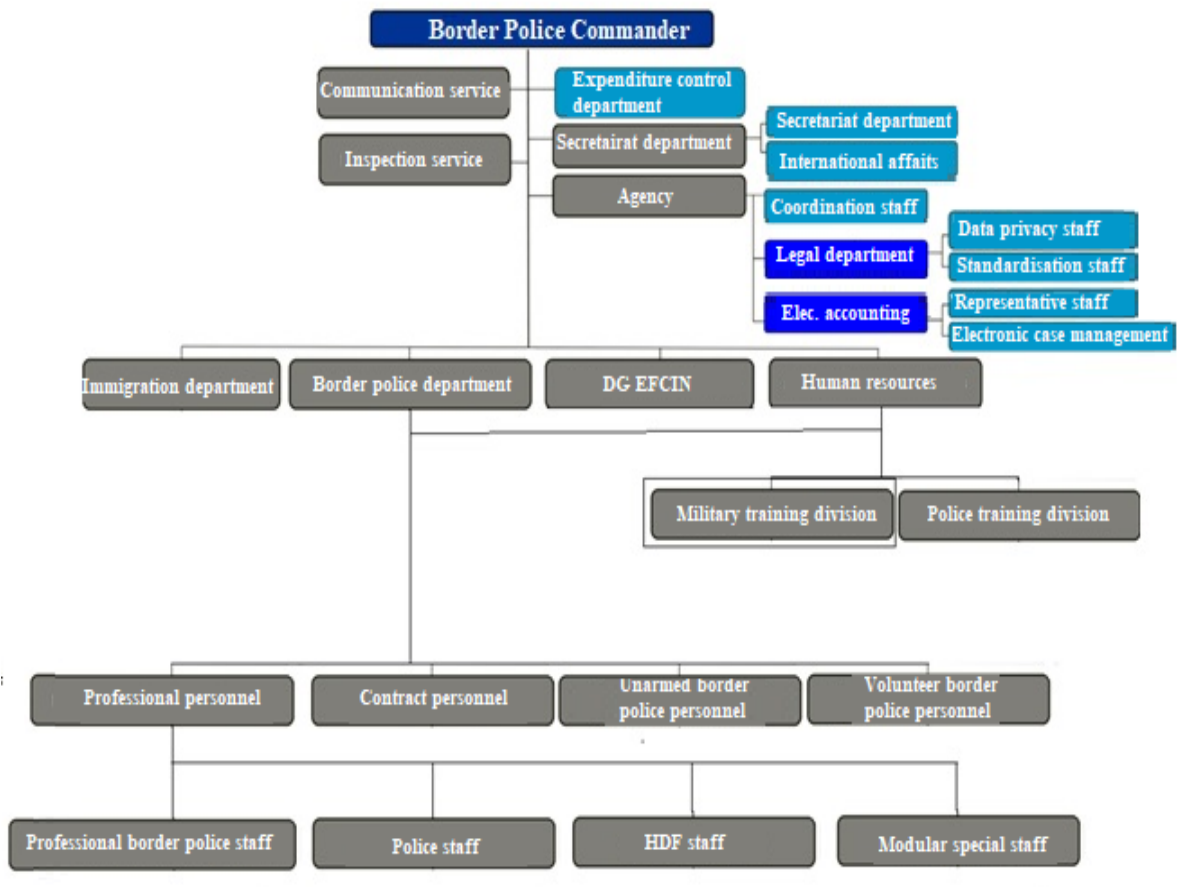 Border Police Commander
Communication service
Expenditure control
department
Secretairat department
Secretariat department
Inspection service
International affaits
Agency
Coordination staff
Data privacy staff
Legal department
Standardisation staff
Representative staff
Elec. accounting
Electronic case management
Immigration department
Border police department
DG EFCIN
Human resources
Military training division
Police training division
Professional personnel
Contract personnel
Unarmed border
police personnel
Volunteer border
police personnel
Professional border police staff
Police staff
HDF staff
Modular special staff